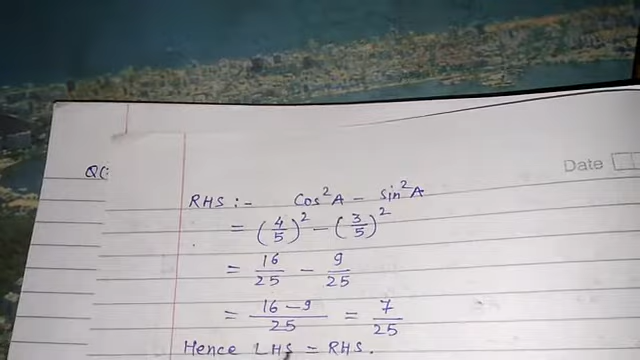 Date
RHS :- Cos²A - Sin²A
= (4/5)² - (3/5)²
= 16/25 - 9/25
= 16-9/25 = 7/25
Hence LHS = RHS.